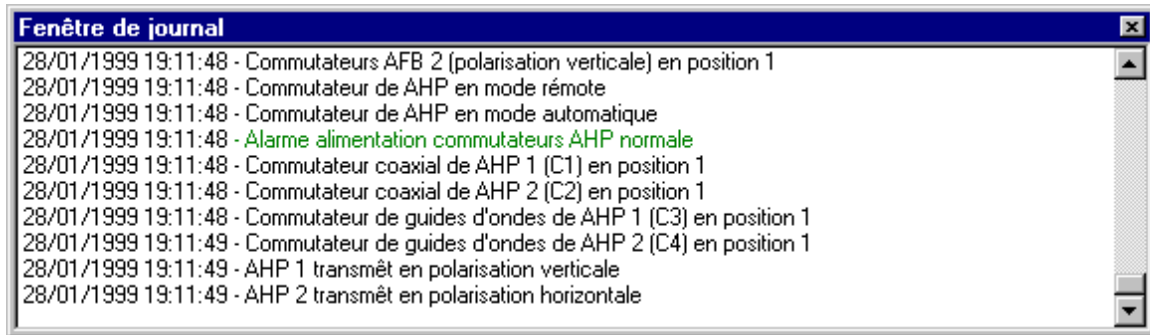 Fenêtre de journal
28/01/1999 19:11:48 - Commutateurs AFB 2 (polarisation verticale) en position 1
28/01/1999 19:11:48 - Commutateur de AHP en mode rémote
28/01/1999 19:11:48 - Commutateur de AHP en mode automatique
28/01/1999 19:11:48 - Alarme alimentation commutateurs AHP normale
28/01/1999 19:11:48 - Commutateur coaxial de AHP 1 (C1) en position 1
28/01/1999 19:11:48 - Commutateur coaxial de AHP 2 (C2) en position 1
28/01/1999 19:11:48 - Commutateur de guides d'ondes de AHP 1 (C3) en position 1
28/01/1999 19:11:49 - Commutateur de guides d'ondes de AHP 2 (C4) en position 1
28/01/1999 19:11:49 - AHP 1 transmêt en polarisation verticale
28/01/1999 19:11:49 - AHP 2 transmêt en polarisation horizontale